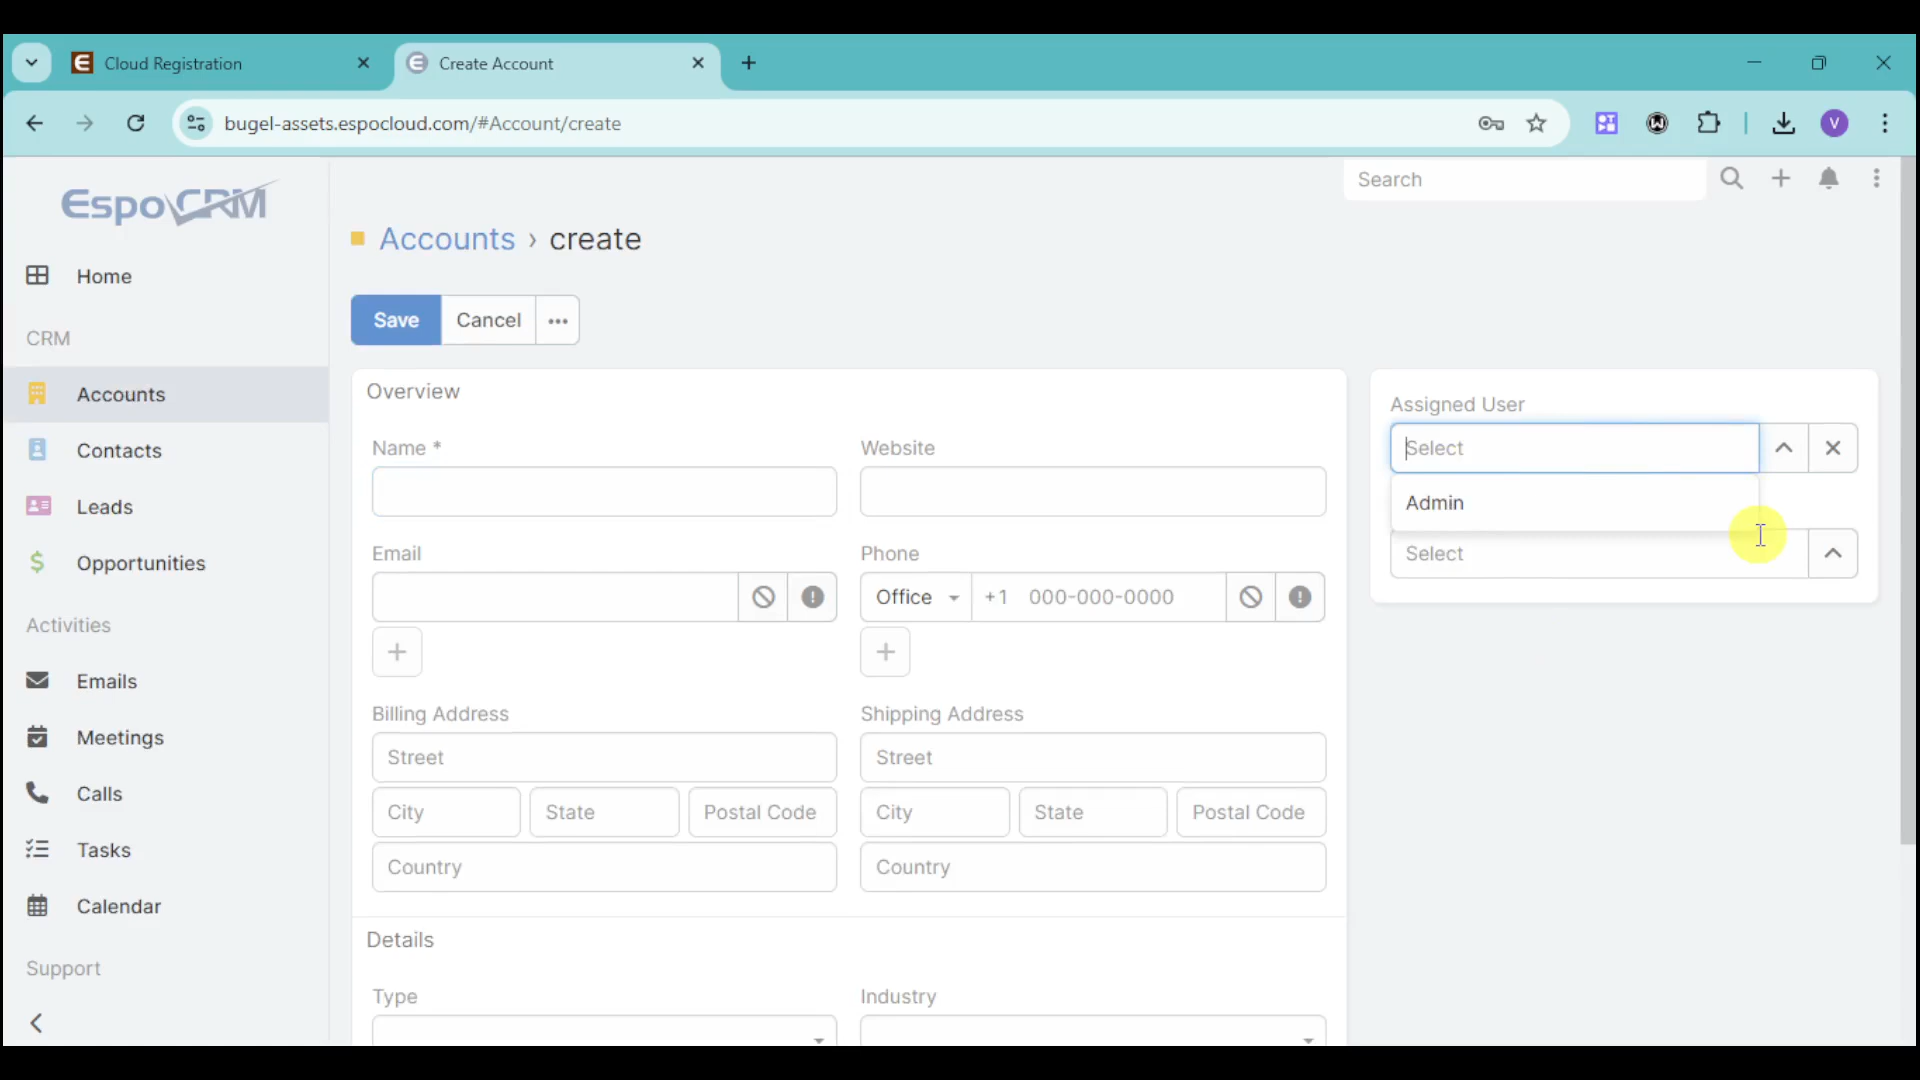 Cloud Registration
Create Account
bugel-assets.espocloud.com/#Account/create
V
EspoCRM
Search
Home
Accounts › create
CRM
Save
Cancel
Accounts
Contacts
Leads
Opportunities
Activities
Emails
Meetings
Calls
Tasks
Calendar
Support
Overview
Name *
Website
Email
Phone
Office
+1 000-000-0000
Billing Address
Shipping Address
Street
Street
City
State
Postal Code
City
State
Postal Code
Country
Country
Details
Type
Industry
Assigned User
Select
Admin
Select